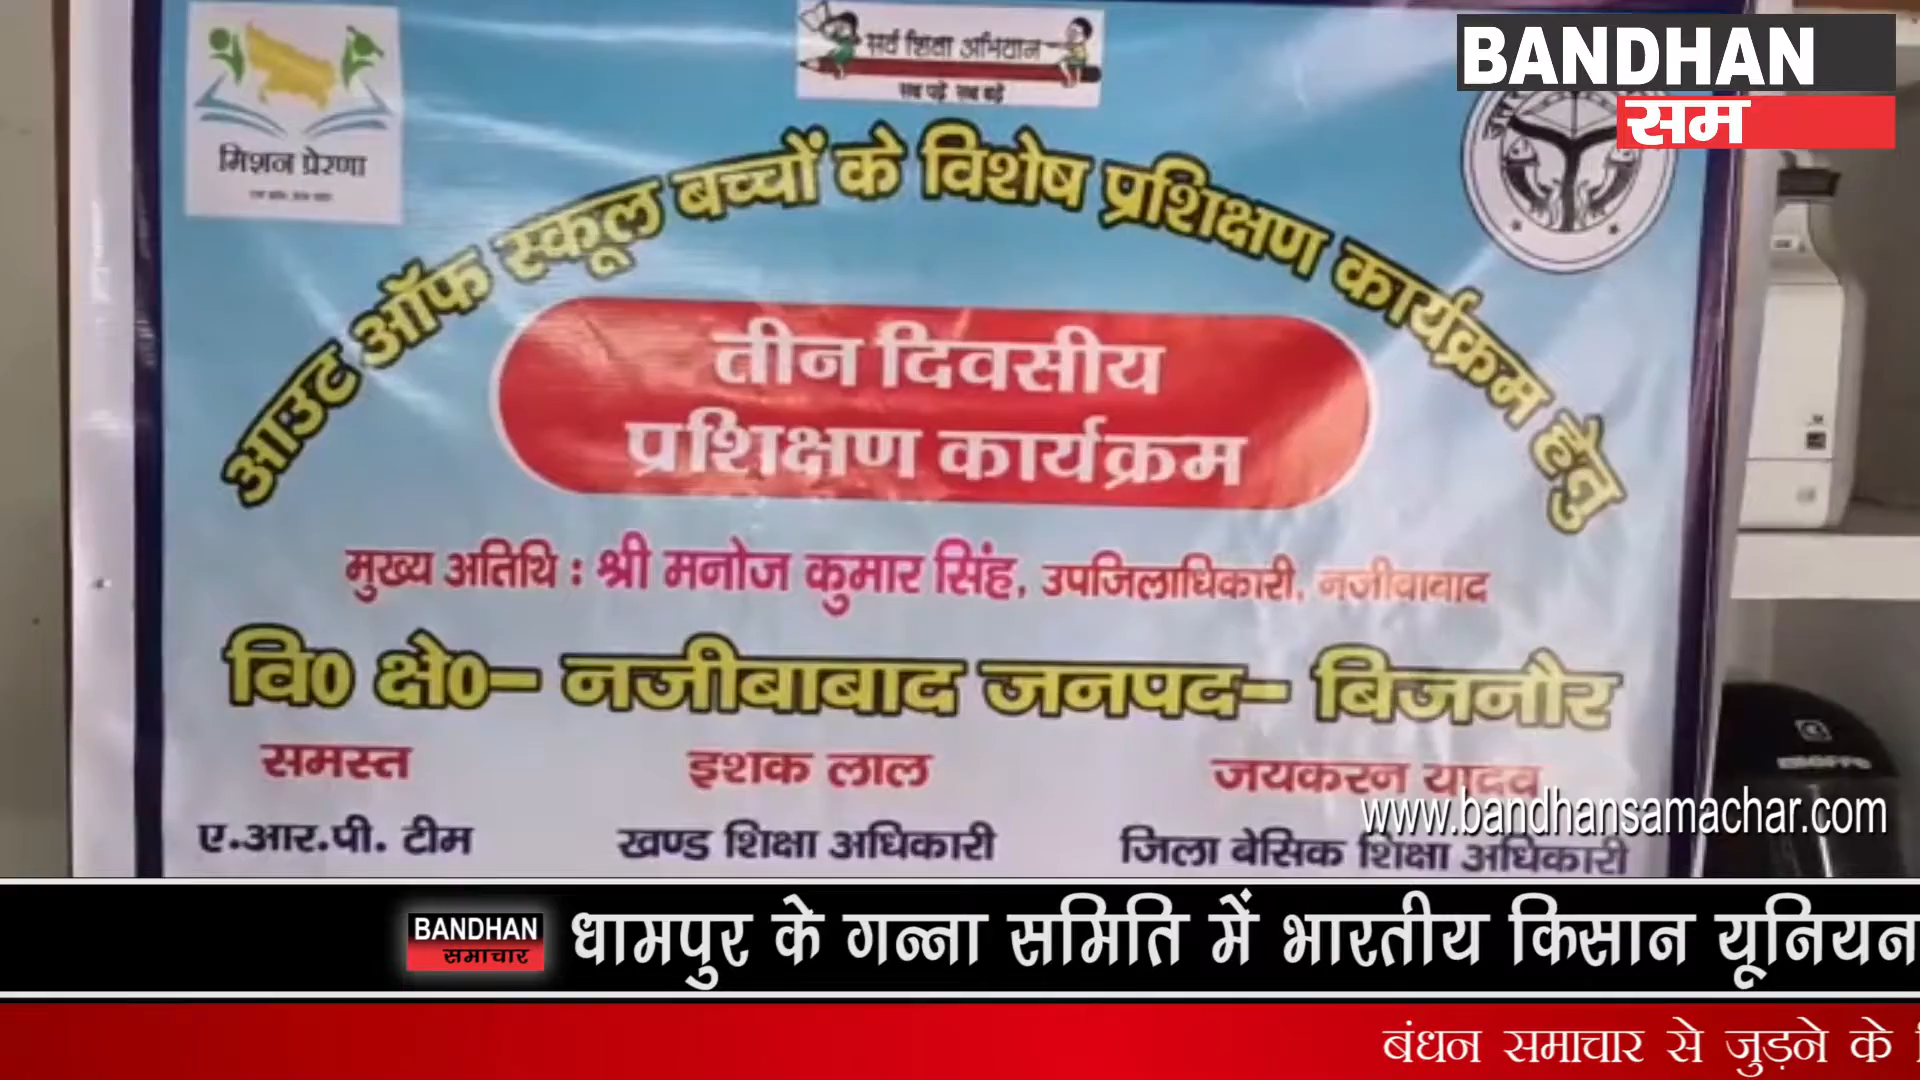 BANDHAN
सम
मिशन प्रेरणा
सर्व शिक्षा अभियान
सब पढ़ें सब बढ़ें
आउट ऑफ स्कूल बच्चों के विशेष प्रशिक्षण कार्यक्रम हेतु
तीन दिवसीय
प्रशिक्षण कार्यक्रम
मुख्य अतिथि : श्री मनोज कुमार सिंह, उपजिलाधिकारी, नजीबाबाद
वि0 क्षे0- नजीबाबाद जनपद- बिजनौर
समस्त इशक लाल जयकरन यादव
ए.आर.पी. टीम खण्ड शिक्षा अधिकारी जिला बेसिक शिक्षा अधिकारी
www.bandhansamachar.com
BANDHAN
समाचार
धामपुर के गन्ना समिति में भारतीय किसान यूनियन
बंधन समाचार से जुड़ने के